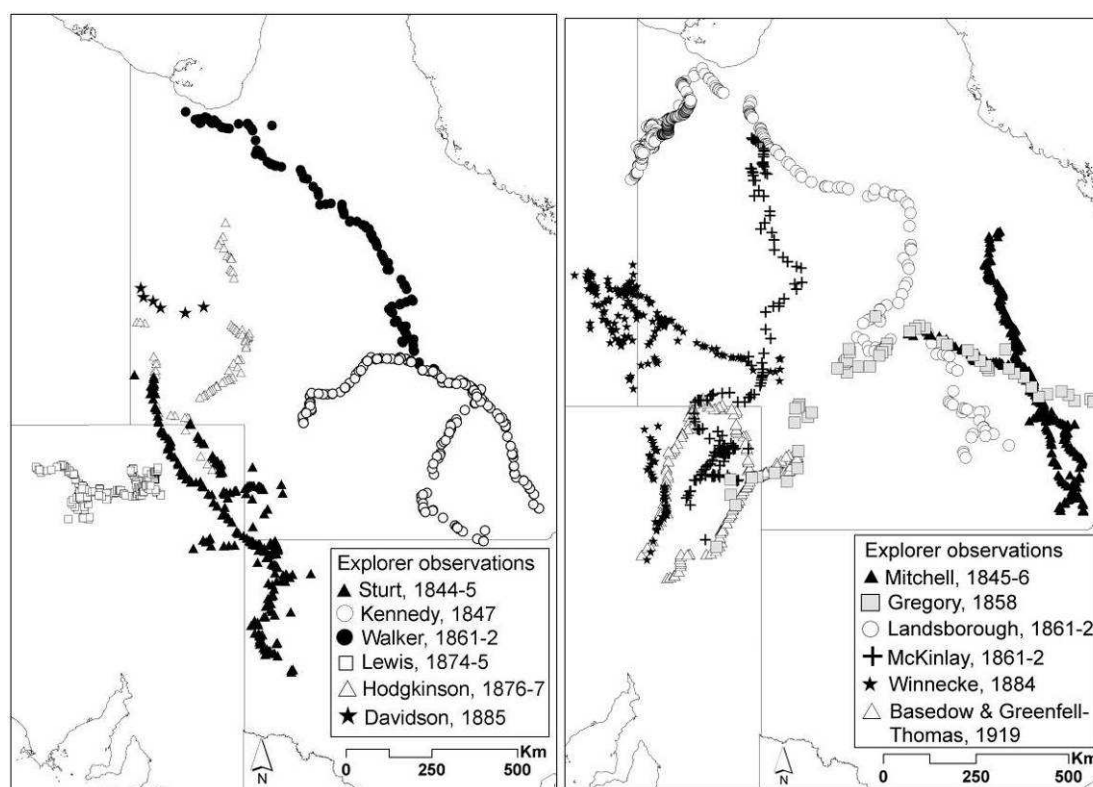 Explorer observations
Sturt, 1844-5
Kennedy, 1847
Walker, 1861-2
Lewis, 1874-5
Hodgkinson, 1876-7
Davidson, 1885
N
Km
0 250 500
Explorer observations
Mitchell, 1845-6
Gregory, 1858
Landsborough, 1861-2
McKinlay, 1861-2
Winnecke, 1884
Basedow & Greenfell-
Thomas, 1919
N
Km
0 250 500